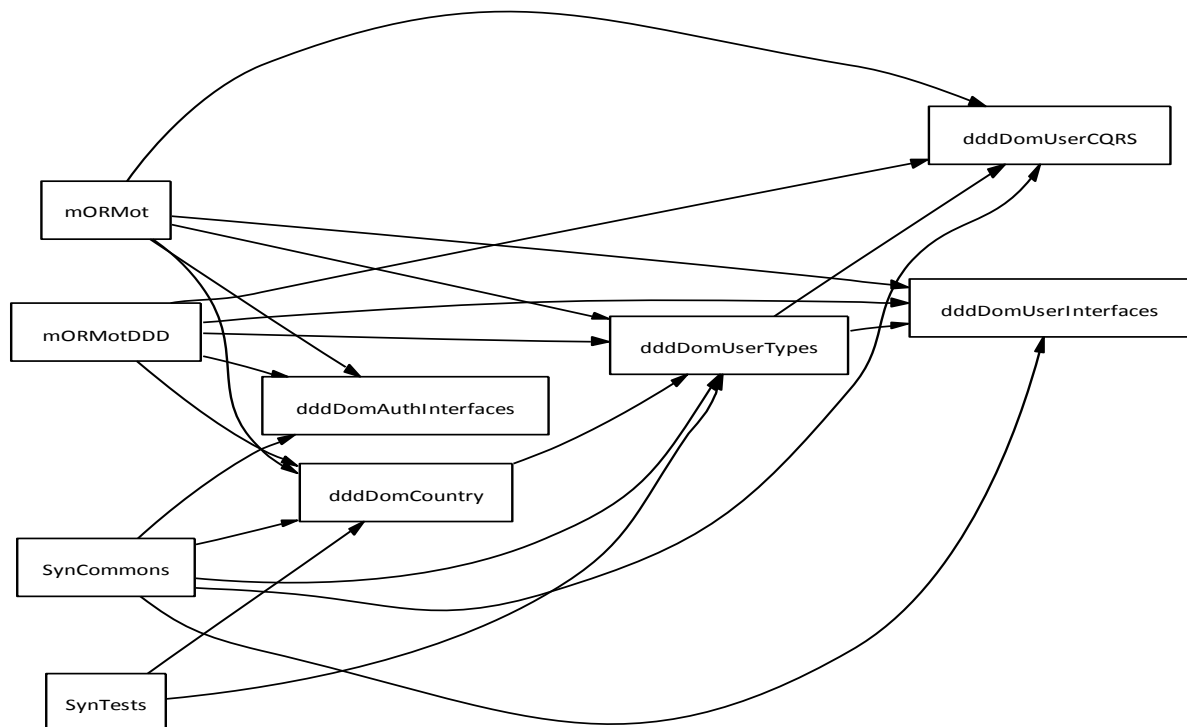 dddDomUserCQRS
mORMot
dddDomUserInterfaces
mORMotDDD
dddDomUserTypes
dddDomAuthInterfaces
dddDomCountry
SynCommons
SynTests